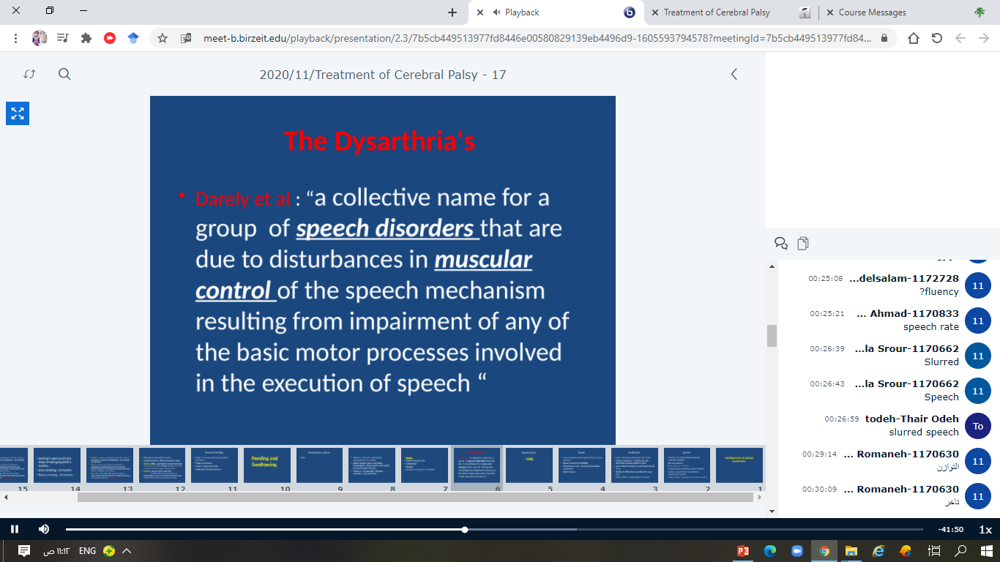 Playback
Treatment of Cerebral Palsy
Course Messages
meet-b.birzeit.edu/playback/presentation/2.3/7b5cb449513977fd8446e00580829139eb4496d9-1605593794578?meetingId=7b5cb449513977fd84...
2020/11/Treatment of Cerebral Palsy - 17
The Dysarthria's
Darely et al : “a collective name for a
group of speech disorders that are
due to disturbances in muscular
control of the speech mechanism
resulting from impairment of any of
the basic motor processes involved
in the execution of speech “
00:25:08 ...delsalam-1172728
?fluency
11
00:25:21 ... Ahmad-1170833
speech rate
11
00:26:39 ...la Srour-1170662
Slurred
11
00:26:43 ...la Srour-1170662
Speech
11
00:26:59 todeh-Thair Odeh
slurred speech
To
00:29:14 ... Romaneh-1170630
التوازن
11
00:30:09 ... Romaneh-1170630
تاخر
11
Feeding and
Swallowing
15 14 13 12 11 10 9 8 7 6 5 4 3 2 1
-41:50 1x
١١:١٢ ص ENG